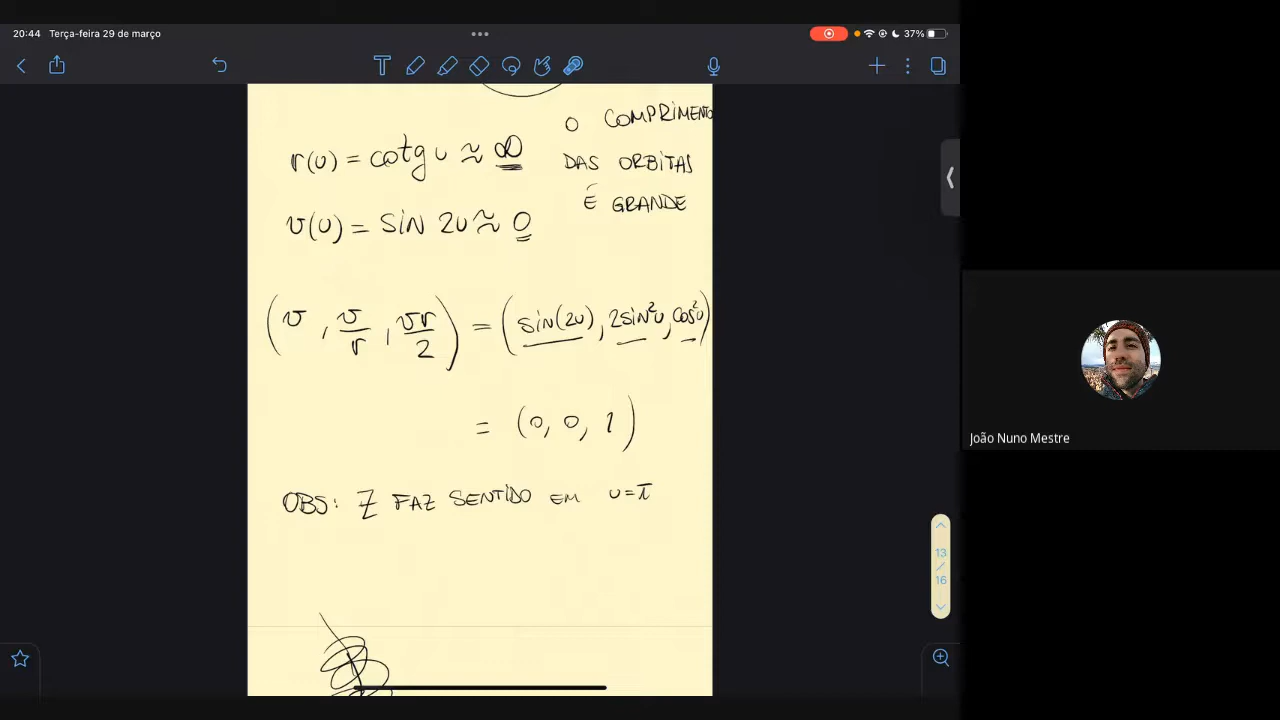 20:44 Terça-feira 29 de março
37%
r(u) = cotg u ≈ ∞
O COMPRIMENTO
DAS ORBITAS
É GRANDE
v(u) = sin 2u ≈ 0
(v, v/r, vr/2) = (sin(2u), 2sin²u, cos²u)
= (0, 0, 1)
OBS: Z FAZ SENTIDO EM u=π
13
/
16
João Nuno Mestre